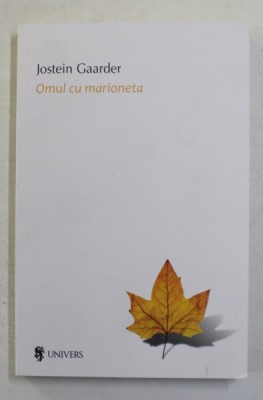 Jostein Gaarder
Omul cu marioneta
UNIVERS